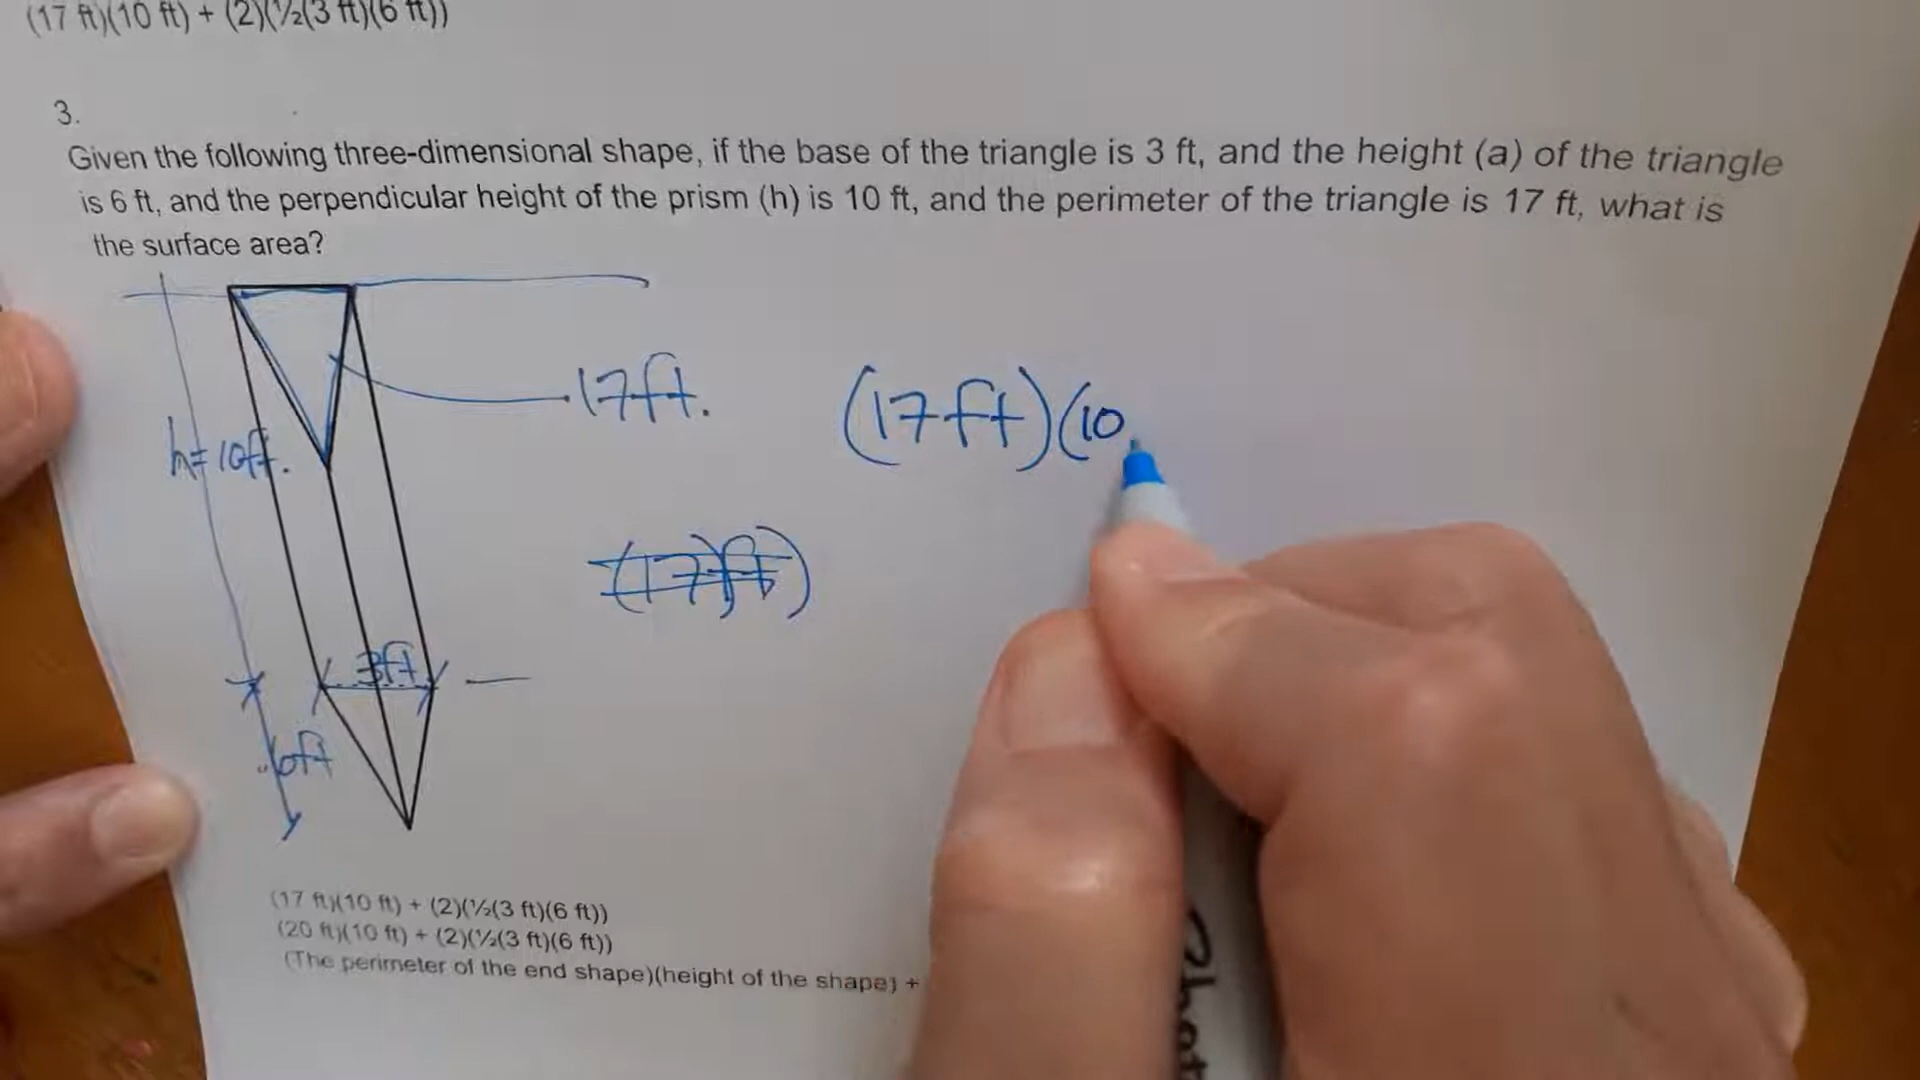 (17 ft)(10 ft) + (2)(½(3 ft)(6 ft))
3.
Given the following three-dimensional shape, if the base of the triangle is 3 ft, and the height (a) of the triangle
is 6 ft, and the perpendicular height of the prism (h) is 10 ft, and the perimeter of the triangle is 17 ft, what is
the surface area?
17ft.
(17ft)(10
h=10ft.
(17)ft)
3ft
6ft
(17 ft)(10 ft) + (2)(½(3 ft)(6 ft))
(20 ft)(10 ft) + (2)(½(3 ft)(6 ft))
(The perimeter of the end shape)(height of the shape) +